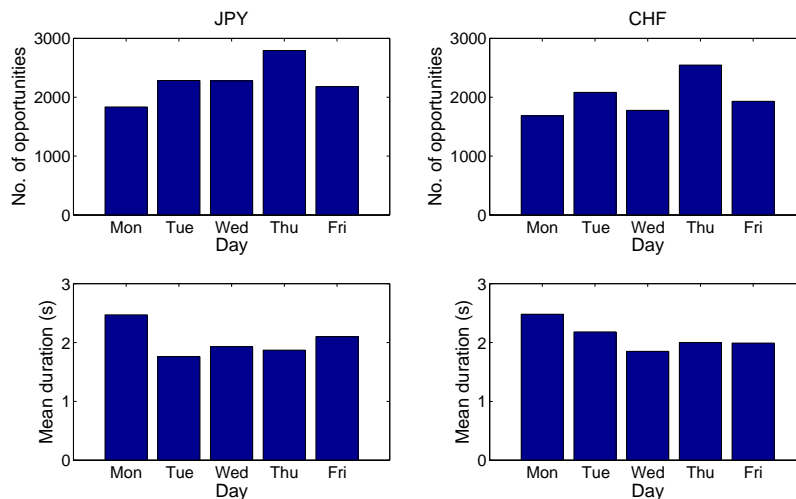 JPY
No. of opportunities
3000
2000
1000
0
Mon Tue Wed Thu Fri
Day
CHF
No. of opportunities
3000
2000
1000
0
Mon Tue Wed Thu Fri
Day
Mean duration (s)
3
2
1
0
Mon Tue Wed Thu Fri
Day
Mean duration (s)
3
2
1
0
Mon Tue Wed Thu Fri
Day